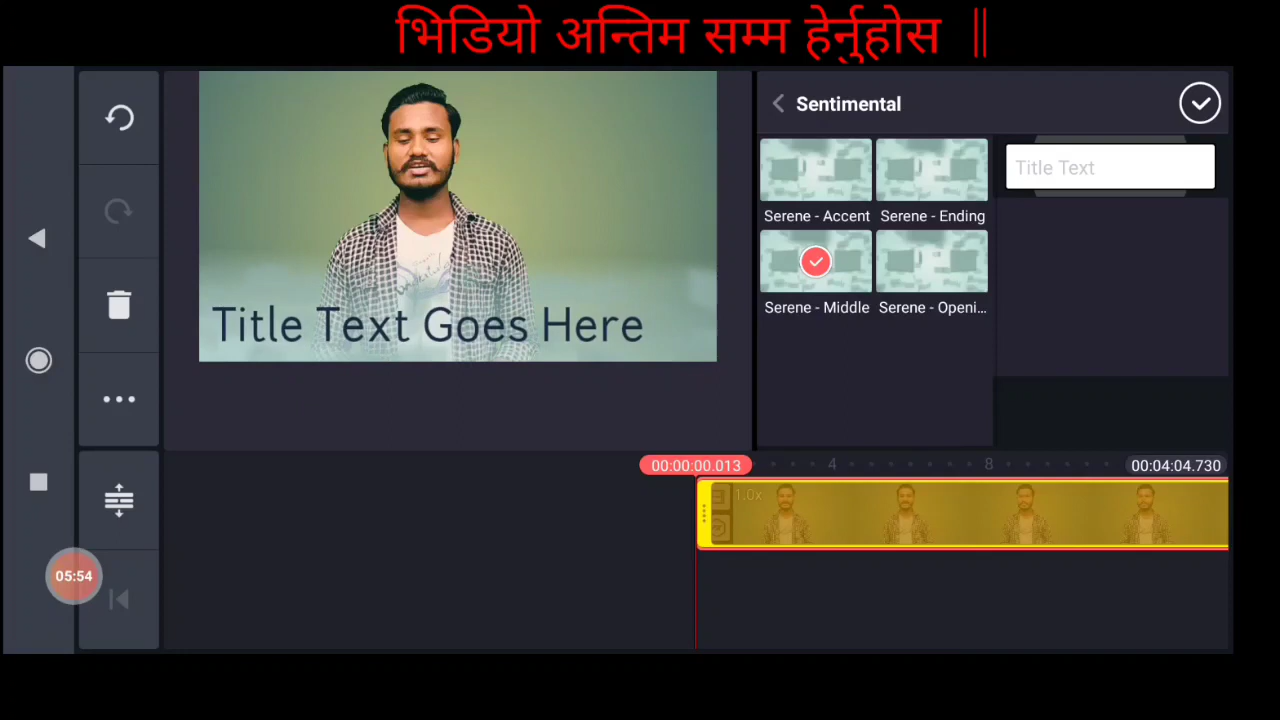 भिडियो अन्तिम सम्म हेर्नुहोस ||
Sentimental
Title Text
Serene - Accent
Serene - Ending
Serene - Middle
Serene - Openi...
Title Text Goes Here
00:00:00.013
4
8
00:04:04.730
1.0x
05:54